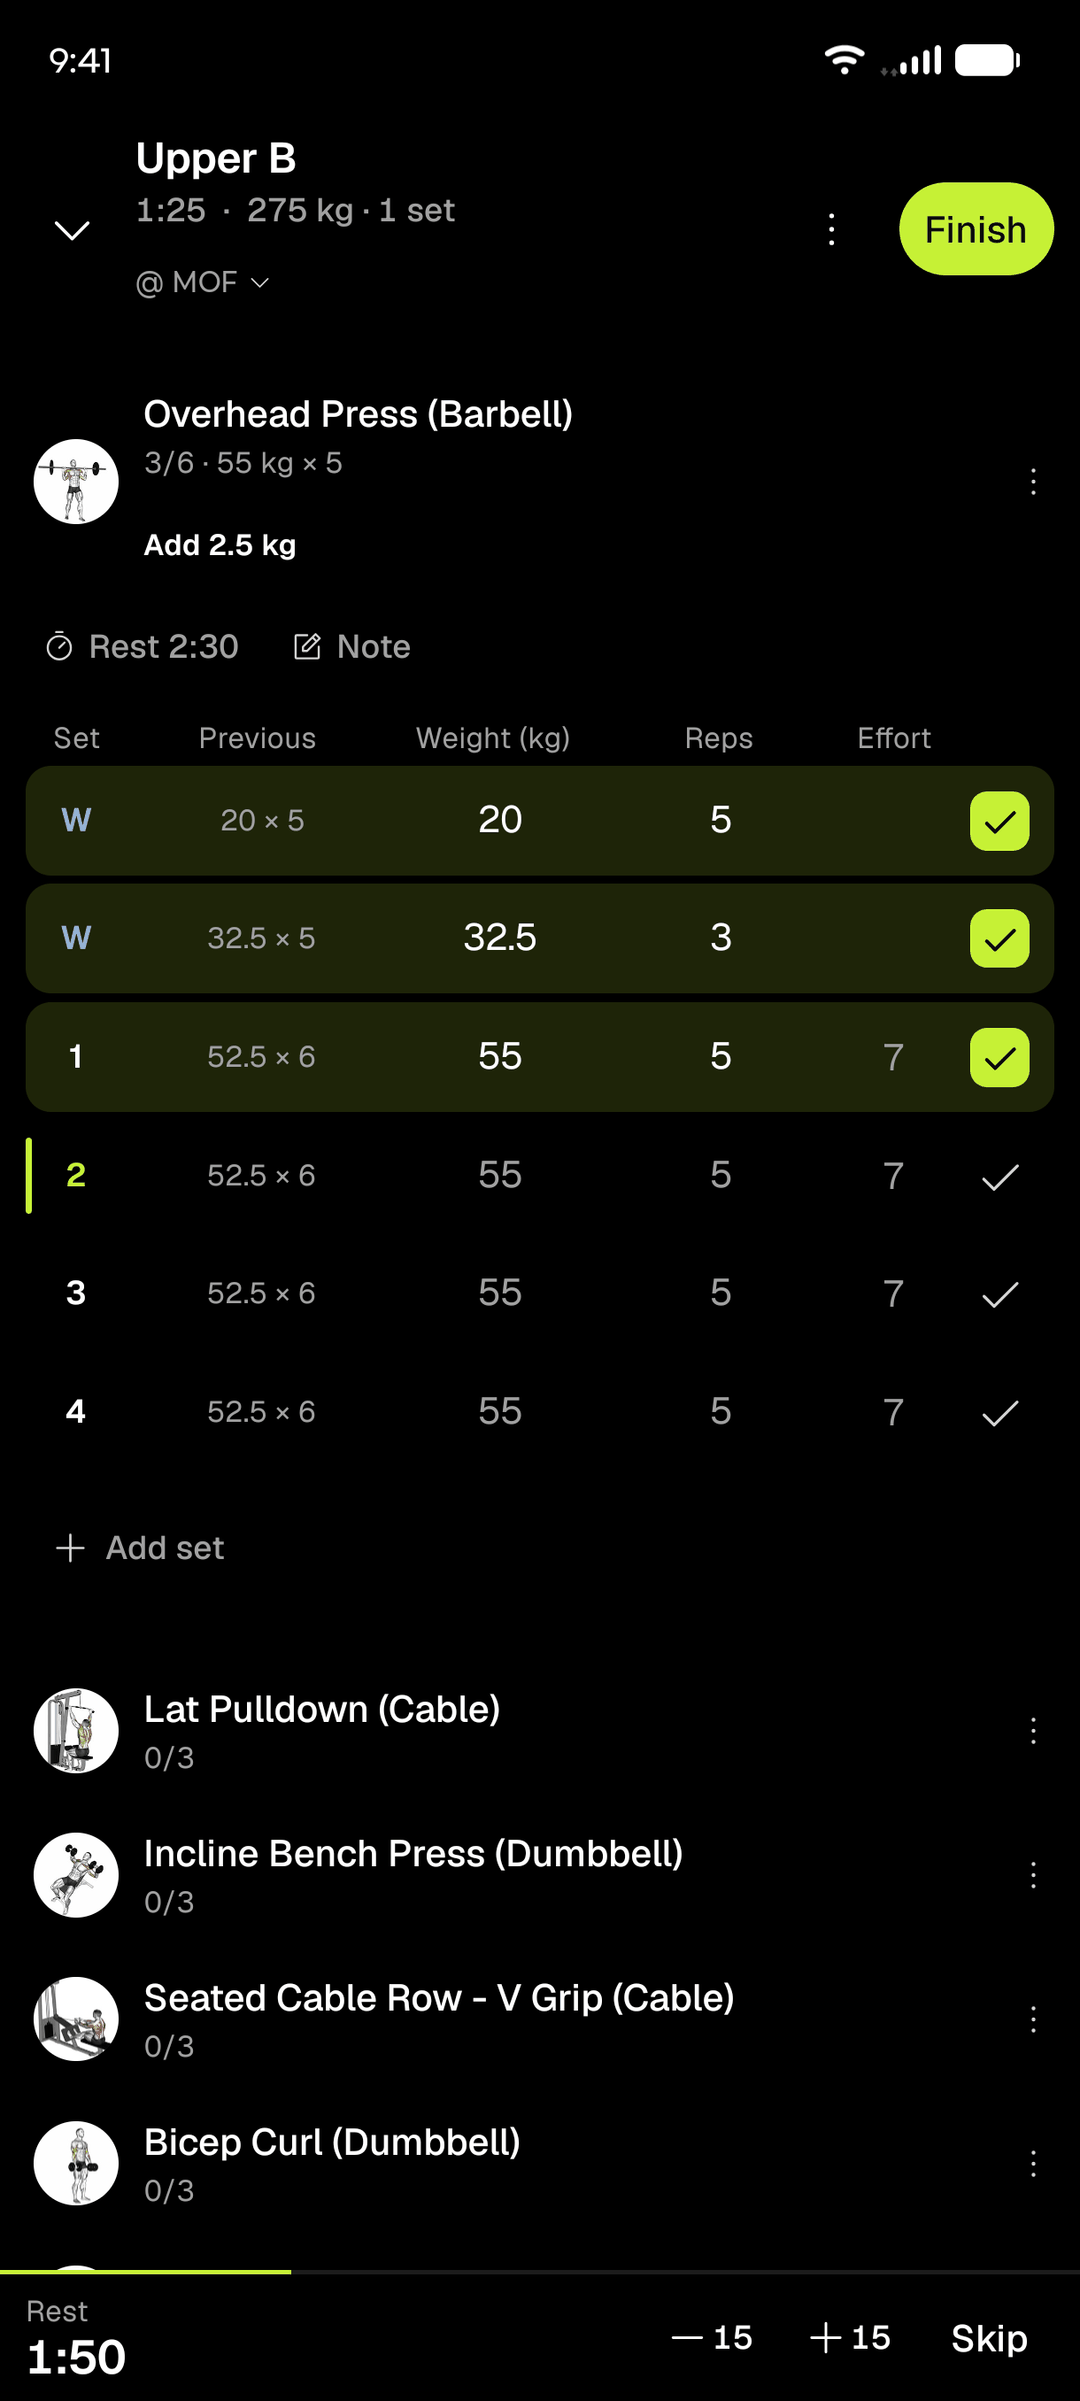 9:41
Upper B
1:25 · 275 kg · 1 set
Finish
@ MOF
Overhead Press (Barbell)
3/6 · 55 kg × 5
Add 2.5 kg
Rest 2:30 Note
Set Previous Weight (kg) Reps Effort
W 20 × 5 20 5
W 32.5 × 5 32.5 3
1 52.5 × 6 55 5 7
2 52.5 × 6 55 5 7
3 52.5 × 6 55 5 7
4 52.5 × 6 55 5 7
+ Add set
Lat Pulldown (Cable)
0/3
Incline Bench Press (Dumbbell)
0/3
Seated Cable Row - V Grip (Cable)
0/3
Bicep Curl (Dumbbell)
0/3
Rest
1:50
— 15 + 15 Skip